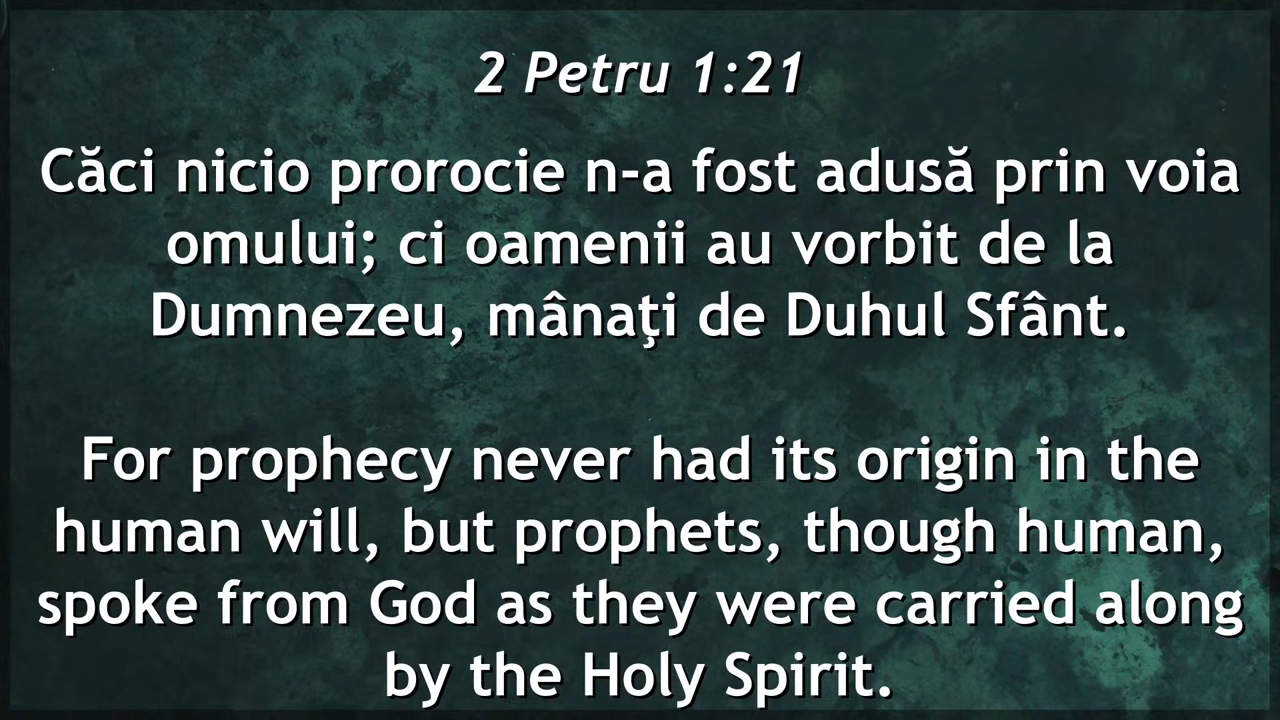 2 Petru 1:21
Căci nicio prorocie n-a fost adusă prin voia
omului; ci oamenii au vorbit de la
Dumnezeu, mânaţi de Duhul Sfânt.
For prophecy never had its origin in the
human will, but prophets, though human,
spoke from God as they were carried along
by the Holy Spirit.